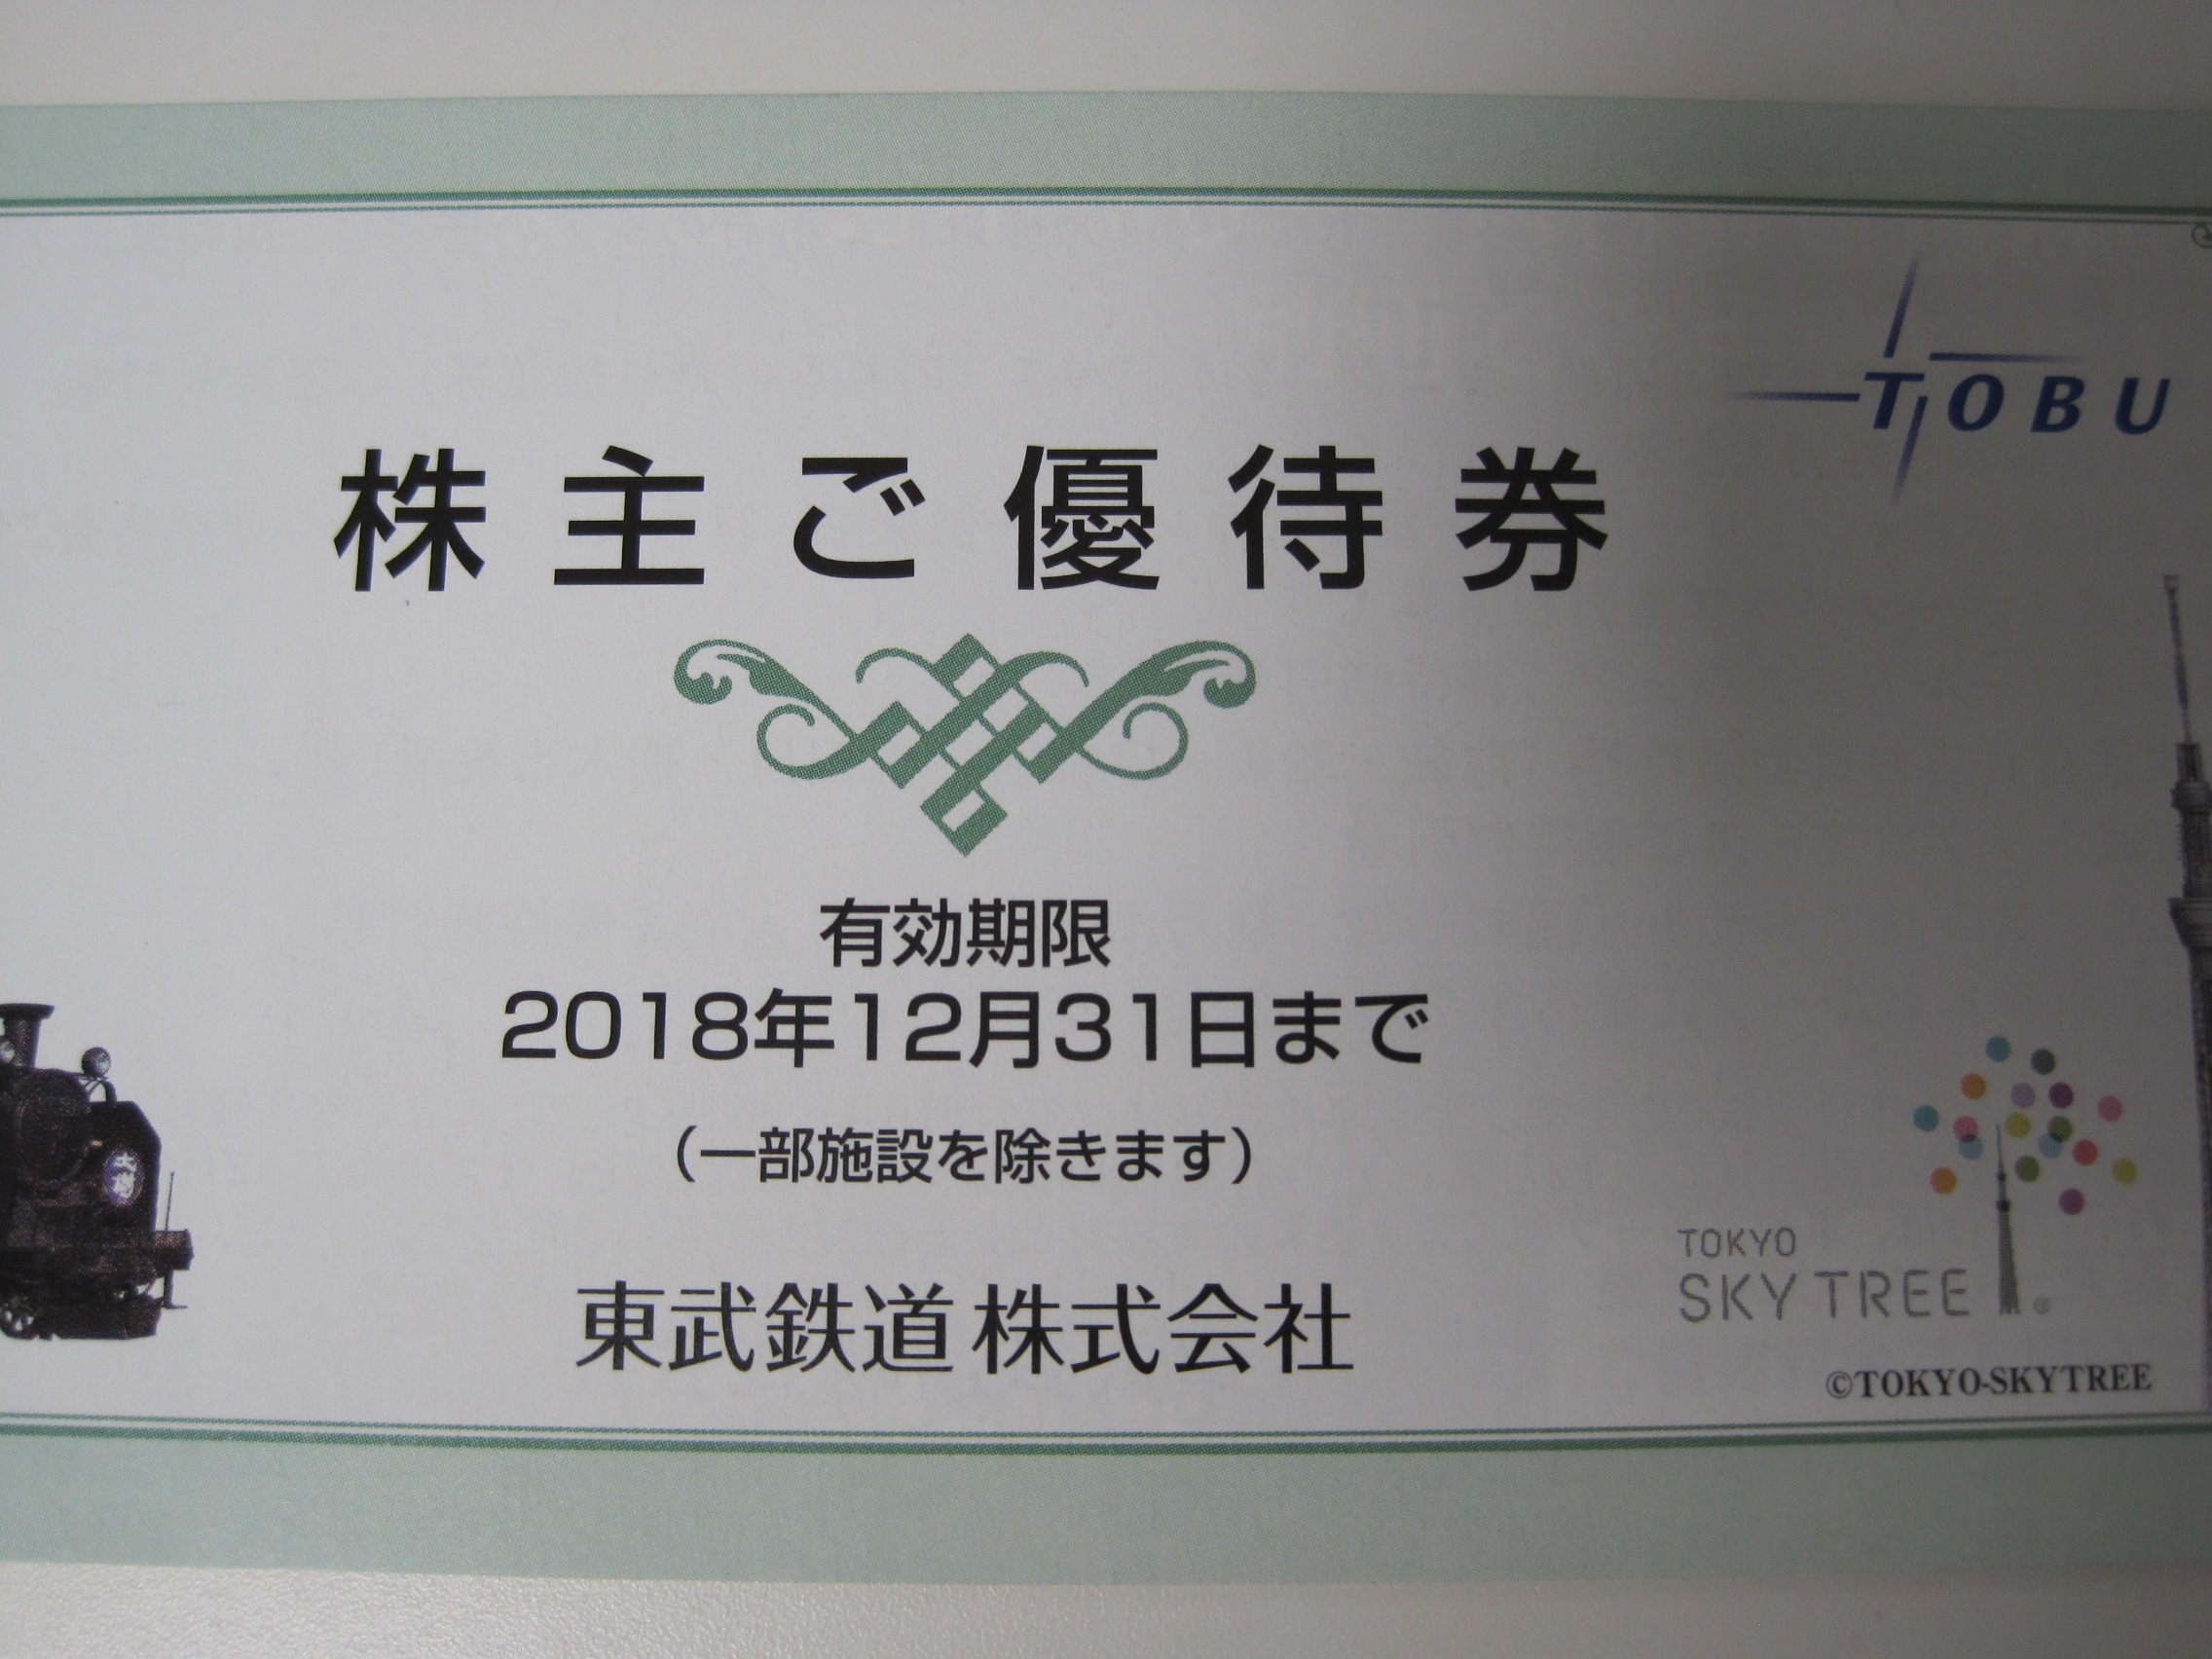 TOBU
株主ご優待券
有効期限
2018年12月31日まで
（一部施設を除きます）
東武鉄道株式会社
TOKYO
SKY TREE ®
©TOKYO-SKYTREE